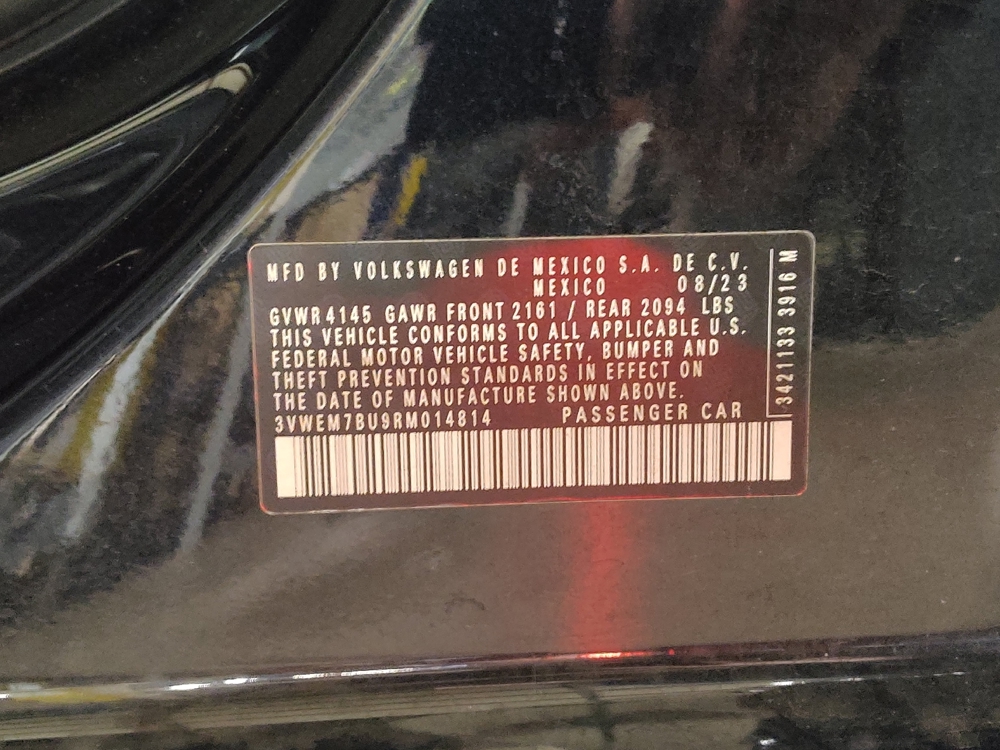 MFD BY VOLKSWAGEN DE MEXICO S.A. DE C.V.
MEXICO 08/23
GVWR 4145 GAWR FRONT 2161 / REAR 2094 LBS
THIS VEHICLE CONFORMS TO ALL APPLICABLE U.S.
FEDERAL MOTOR VEHICLE SAFETY, BUMPER AND
THEFT PREVENTION STANDARDS IN EFFECT ON
THE DATE OF MANUFACTURE SHOWN ABOVE.
3VWEM7BU9RM014814 PASSENGER CAR
3421133 3916 M